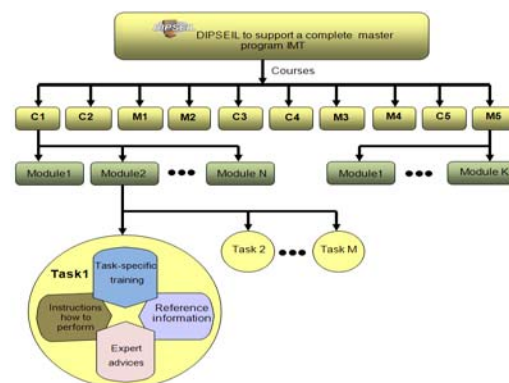 DIPSEIL
DIPSEIL to support a complete master
program IMT
Courses
C1 C2 M1 M2 C3 C4 M3 M4 C5 M5
Module1 Module2 ••• Module N Module1 ••• Module K
Task1
Task 2 ••• Task M
Task-specific
training
Instructions
how to
perform
Reference
information
Expert
advices